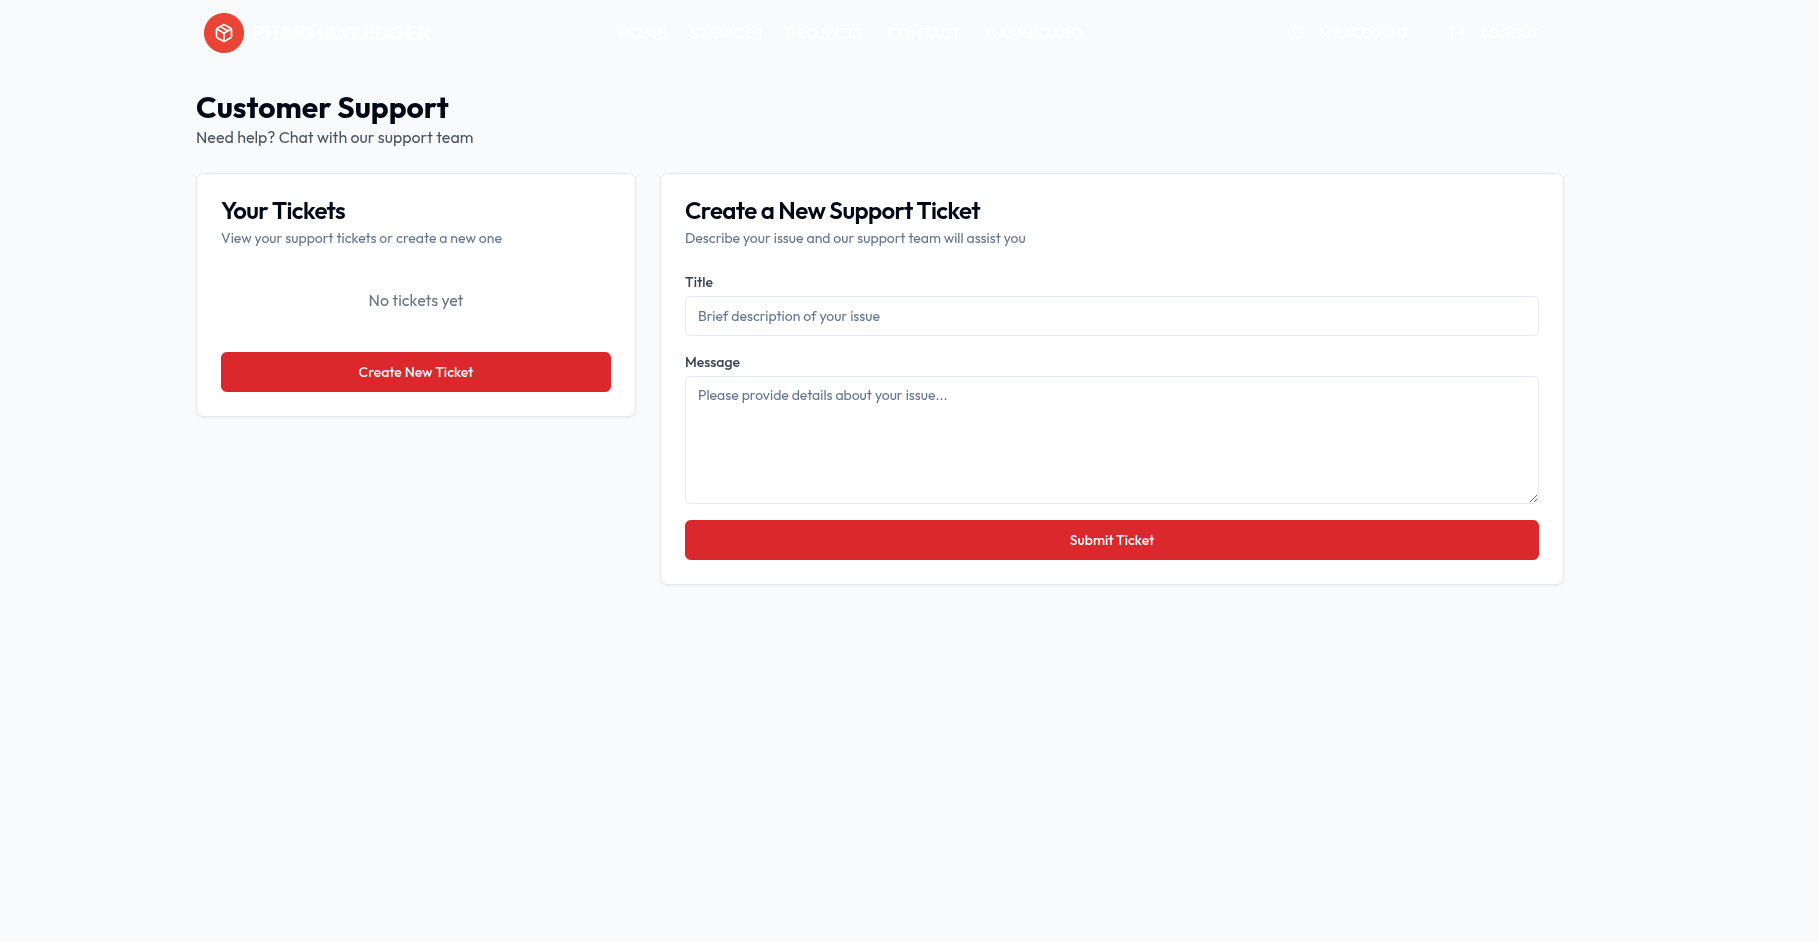 PHARMAXLEDGER
HOME SERVICES PROJECTS CONTACT DASHBOARD MY ACCOUNT LOGOUT
Customer Support
Need help? Chat with our support team
Your Tickets
View your support tickets or create a new one
No tickets yet
Create New Ticket
Create a New Support Ticket
Describe your issue and our support team will assist you
Title
Brief description of your issue
Message
Please provide details about your issue...
Submit Ticket